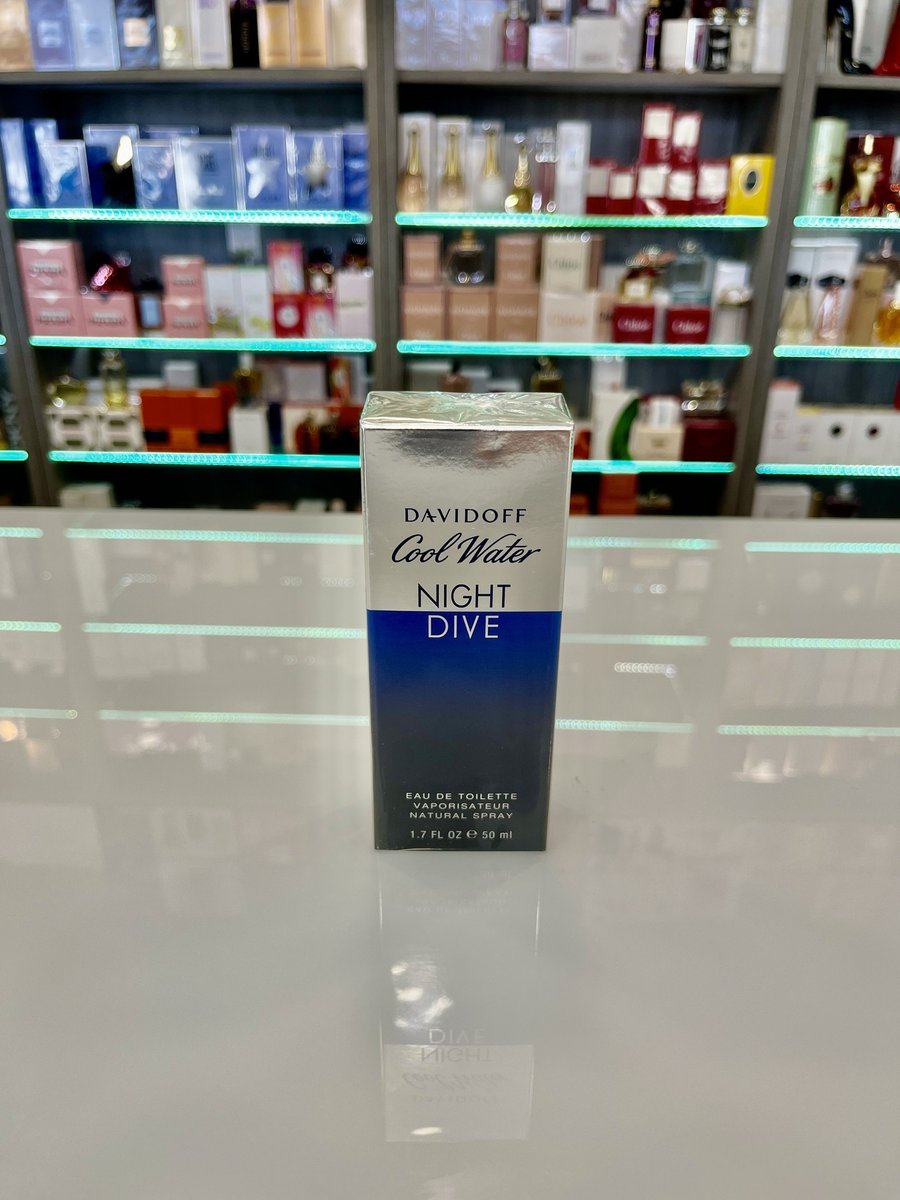 DAVIDOFF
Cool Water
NIGHT
DIVE
EAU DE TOILETTE
VAPORISATEUR
NATURAL SPRAY
1.7 FL OZ ℮ 50 ml